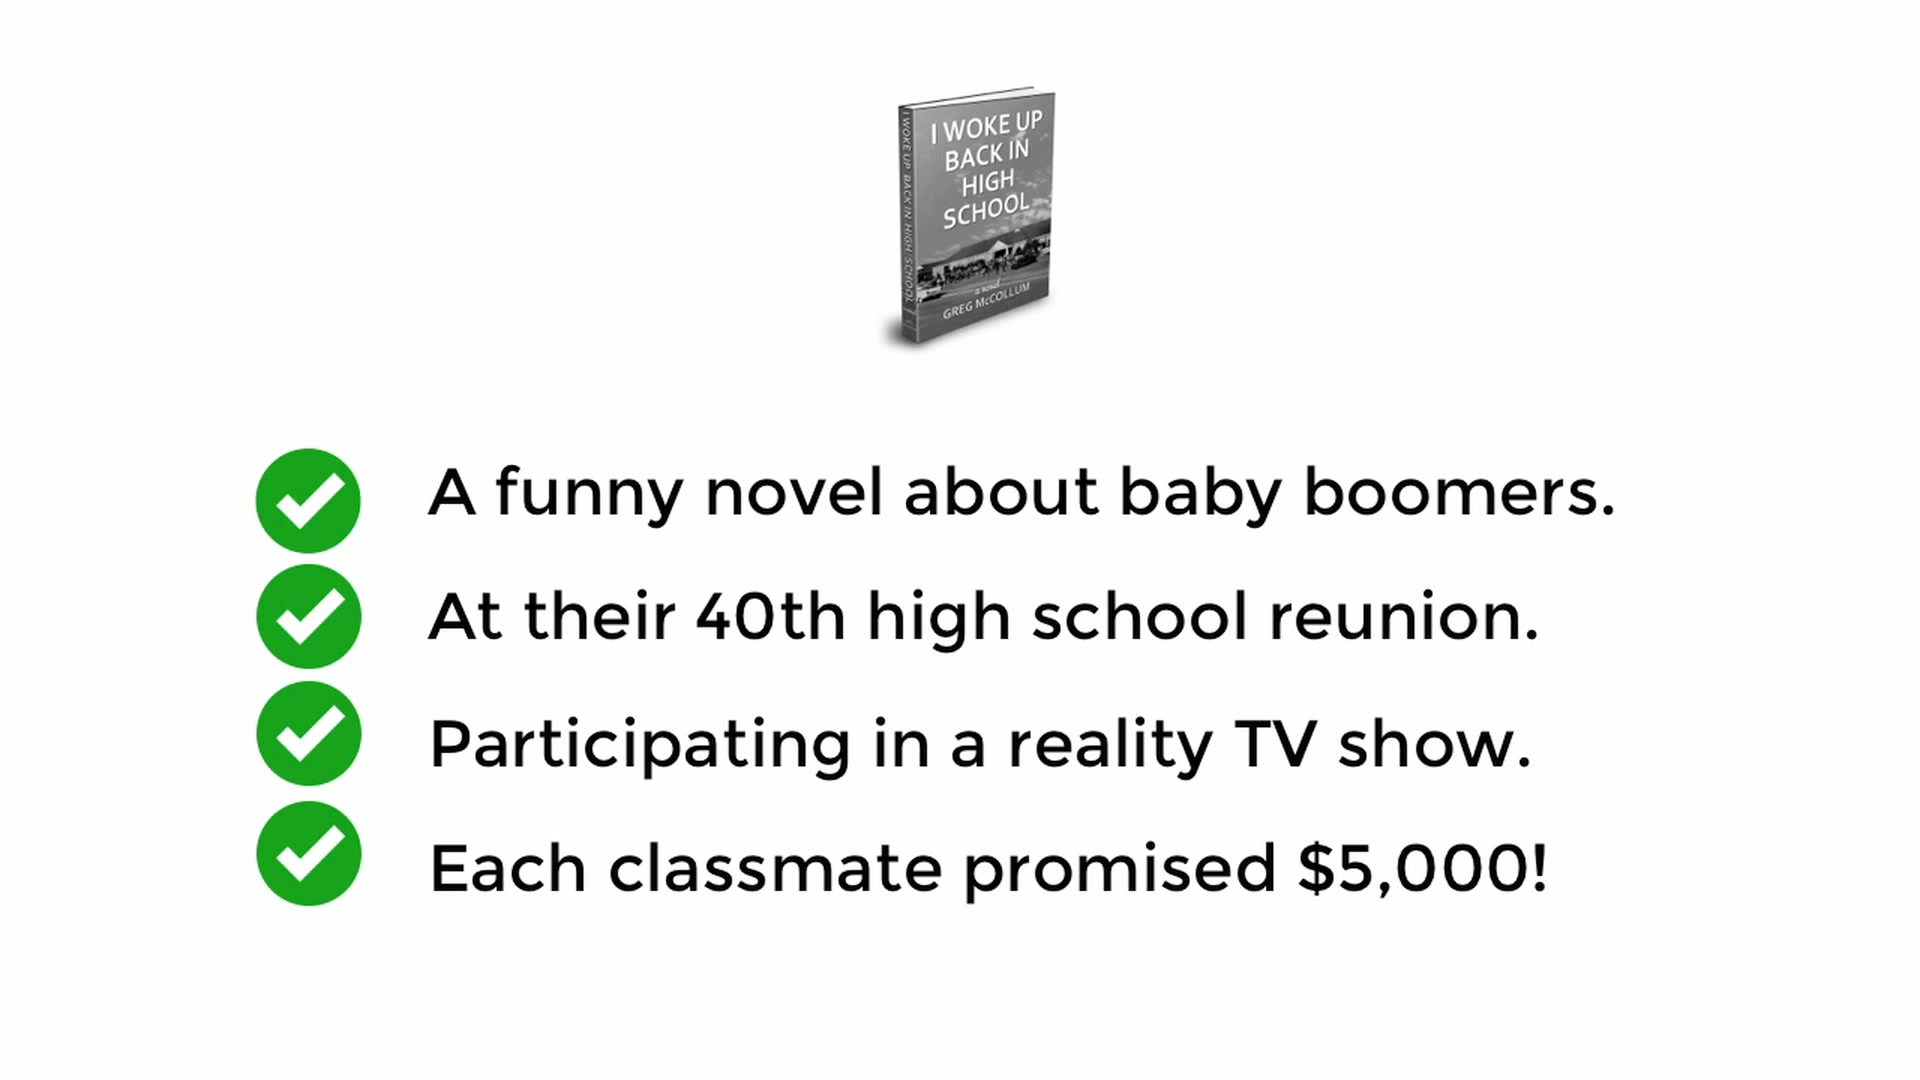 I WOKE UP
BACK IN
HIGH
SCHOOL
a novel
GREG McCOLLUM
I WOKE UP BACK IN HIGH SCHOOL
A funny novel about baby boomers.
At their 40th high school reunion.
Participating in a reality TV show.
Each classmate promised $5,000!